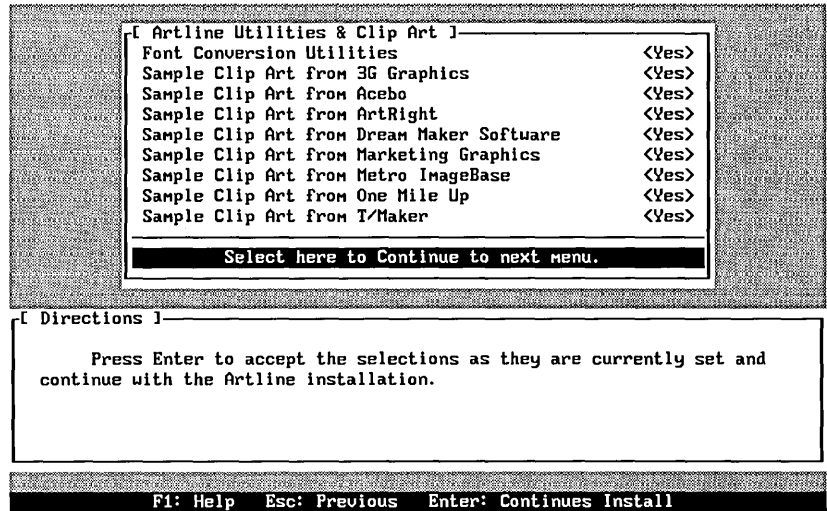 [ Artline Utilities & Clip Art ]
Font Conversion Utilities <Yes>
Sample Clip Art from 3G Graphics <Yes>
Sample Clip Art from Acebo <Yes>
Sample Clip Art from ArtRight <Yes>
Sample Clip Art from Dream Maker Software <Yes>
Sample Clip Art from Marketing Graphics <Yes>
Sample Clip Art from Metro ImageBase <Yes>
Sample Clip Art from One Mile Up <Yes>
Sample Clip Art from T/Maker <Yes>
Select here to Continue to next menu.
[ Directions ]
Press Enter to accept the selections as they are currently set and
continue with the Artline installation.
F1: Help Esc: Previous Enter: Continues Install